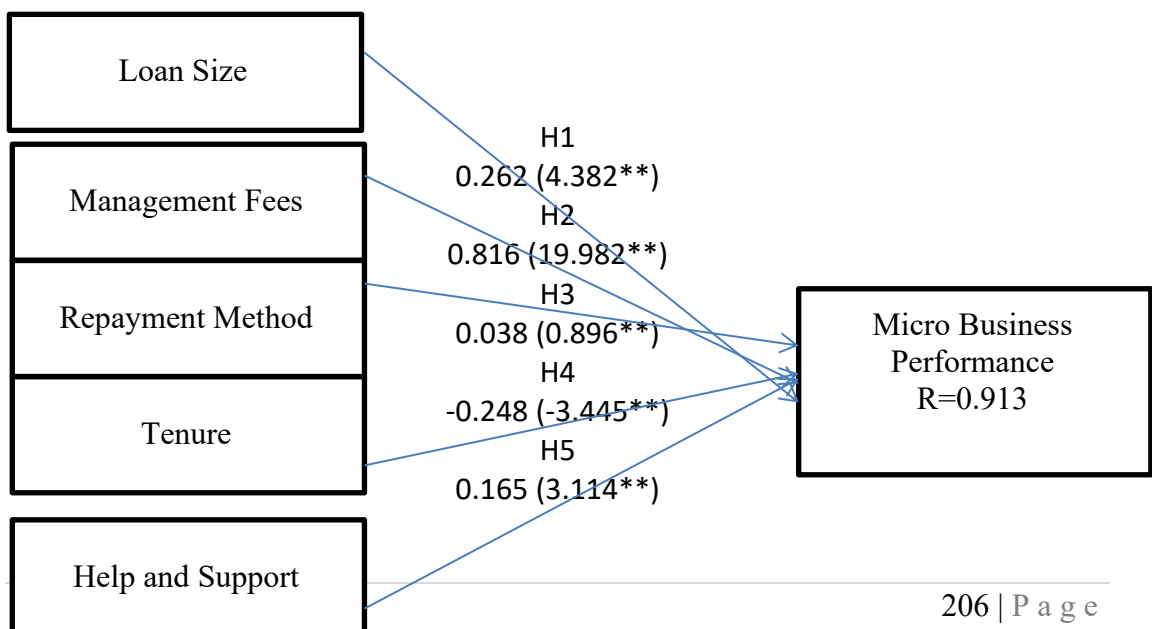 Loan Size
H1
0.262 (4.382**)
Management Fees
H2
0.816 (19.982**)
Repayment Method
H3
0.038 (0.896**)
H4
-0.248 (-3.445**)
Tenure
H5
0.165 (3.114**)
Help and Support
Micro Business
Performance
R=0.913
206 | P a g e